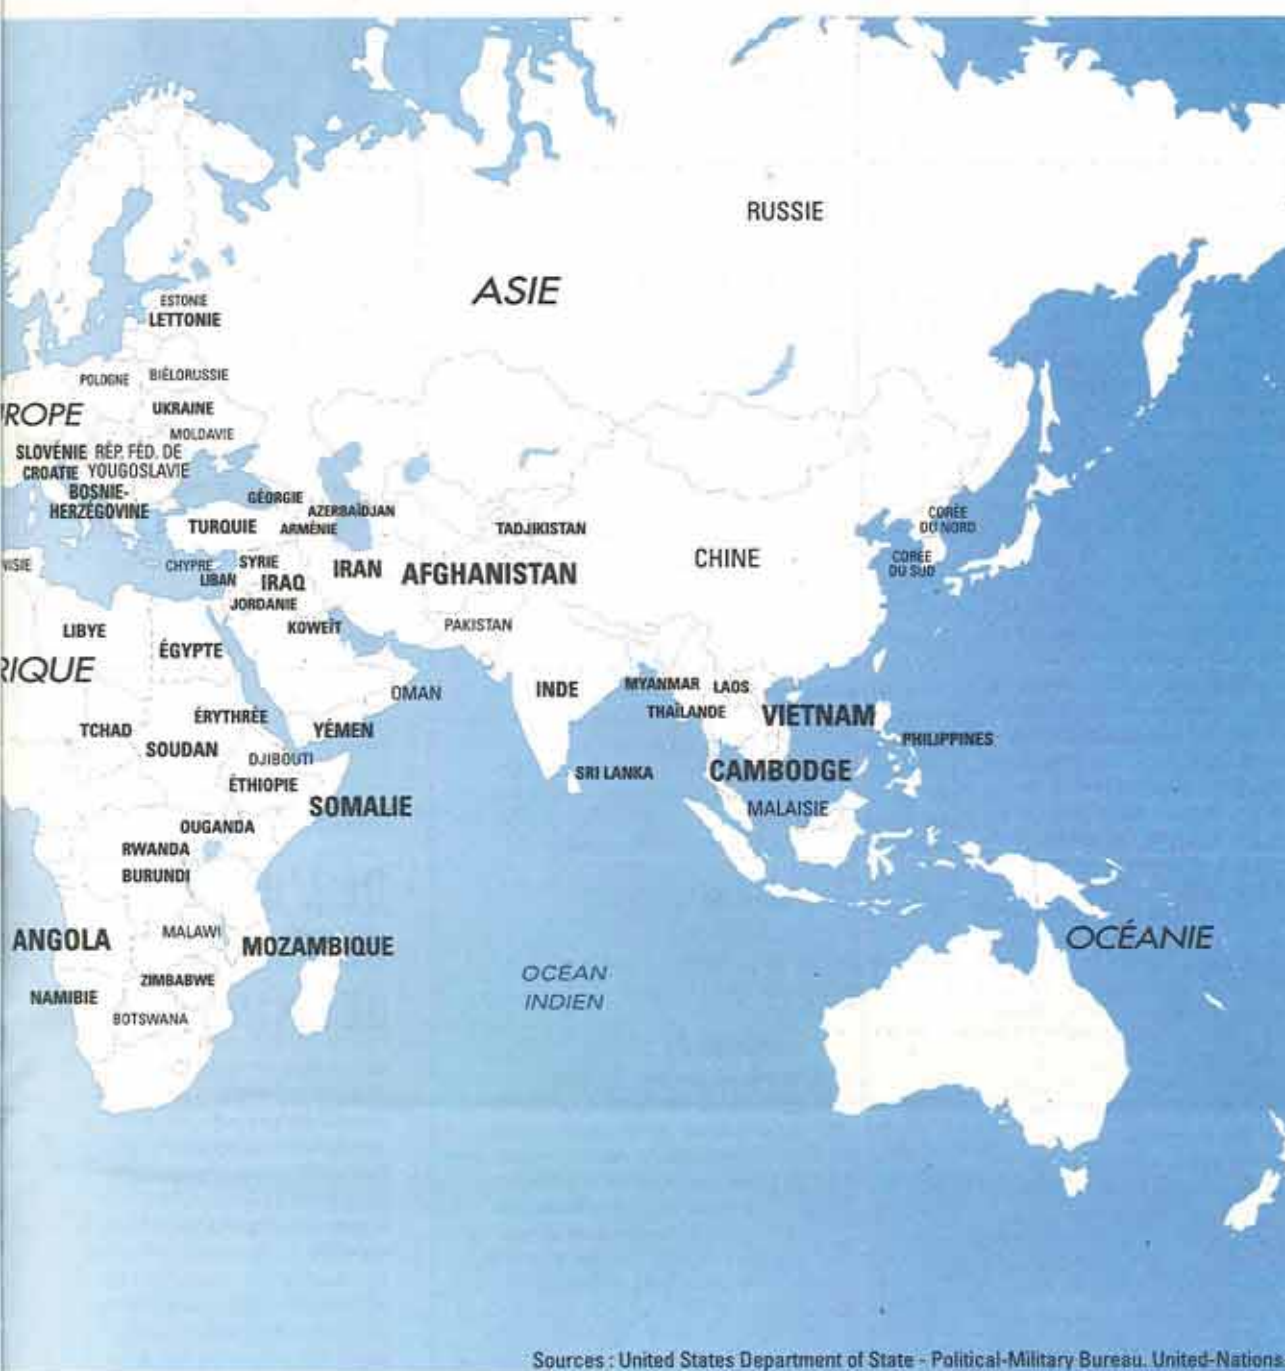 RUSSIE
ASIE
ESTONIE
LETTONIE
POLOGNE
BIÉLORUSSIE
UROPE
UKRAINE
MOLDAVIE
SLOVÉNIE
RÉP. FÉD. DE
CROATIE
YOUGOSLAVIE
BOSNIE-
HERZÉGOVINE
GÉORGIE
AZERBAÏDJAN
TURQUIE
ARMÉNIE
TADJIKISTAN
CORÉE
DU NORD
CHINE
CORÉE
DU SUD
NISIE
CHYPRE
SYRIE
LIBAN
IRAQ
IRAN
AFGHANISTAN
JORDANIE
KOWEÏT
PAKISTAN
LIBYE
ÉGYPTE
RIQUE
OMAN
INDE
MYANMAR
LAOS
THAÏLANDE
VIETNAM
ÉRYTHRÉE
TCHAD
YÉMEN
SOUDAN
DJIBOUTI
PHILIPPINES
ÉTHIOPIE
SRI LANKA
CAMBODGE
SOMALIE
MALAISIE
OUGANDA
RWANDA
BURUNDI
ANGOLA
MALAWI
MOZAMBIQUE
OCÉANIE
ZIMBABWE
OCÉAN
INDIEN
NAMIBIE
BOTSWANA
Sources : United States Department of State - Political-Military Bureau. United-Nations